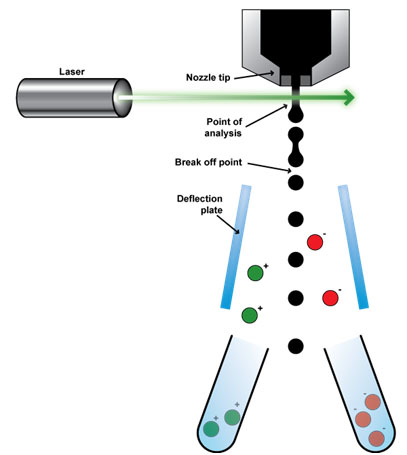 Laser
Nozzle tip
Point of
analysis
Break off point
Deflection
plate
-
+
-
+
+
+
-
-
-